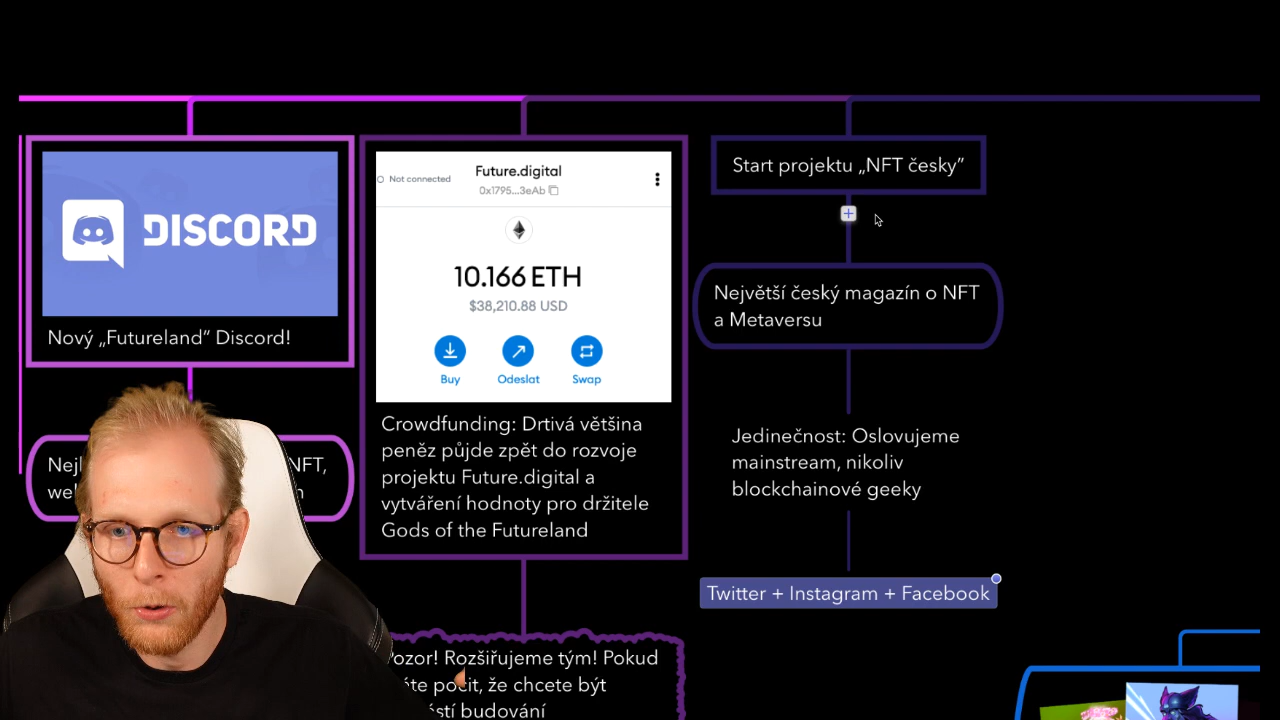 DISCORD
Nový „Futureland“ Discord!
NFT,
Not connected
Future.digital
0x1795...3eAb
10.166 ETH
$38,210.88 USD
Buy
Odeslat
Swap
Crowdfunding: Drtivá většina
peněz půjde zpět do rozvoje
projektu Future.digital a
vytváření hodnoty pro držitele
Gods of the Futureland
Pozor! Rozšiřujeme tým! Pokud
pocit, že chcete být
budování
Start projektu „NFT česky“
Největší český magazín o NFT
a Metaversu
Jedinečnost: Oslovujeme
mainstream, nikoliv
blockchainové geeky
Twitter + Instagram + Facebook